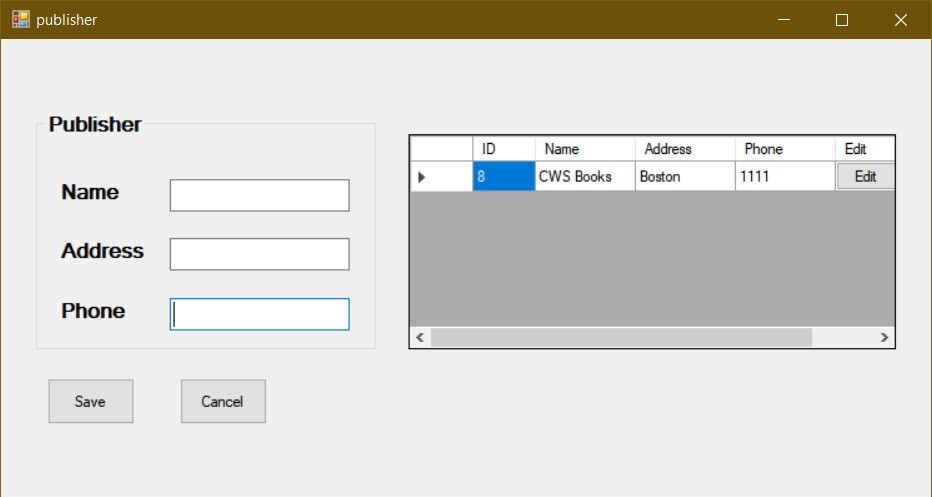 publisher
Publisher
Name
Address
Phone
Save Cancel
ID Name Address Phone Edit
8 CWS Books Boston 1111 Edit